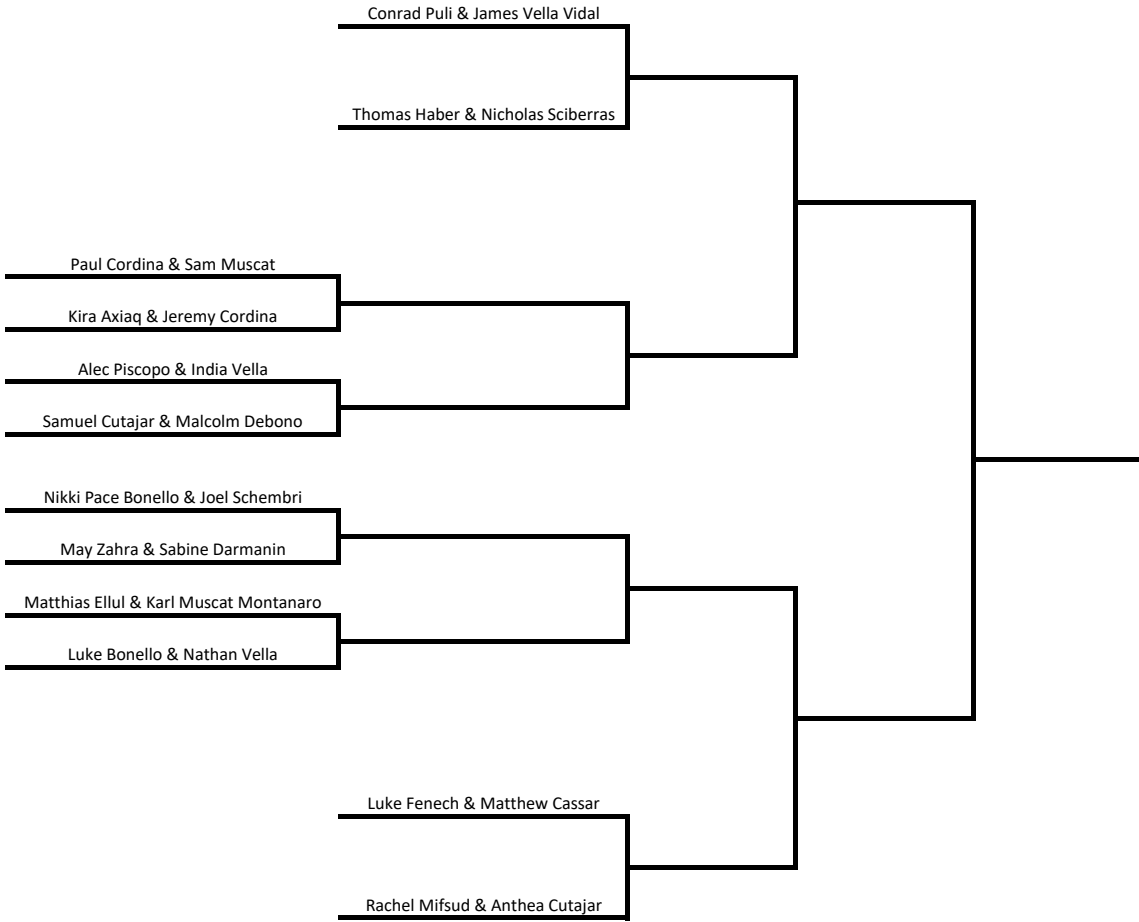 Conrad Puli & James Vella Vidal
Thomas Haber & Nicholas Sciberras
Paul Cordina & Sam Muscat
Kira Axiaq & Jeremy Cordina
Alec Piscopo & India Vella
Samuel Cutajar & Malcolm Debono
Nikki Pace Bonello & Joel Schembri
May Zahra & Sabine Darmanin
Matthias Ellul & Karl Muscat Montanaro
Luke Bonello & Nathan Vella
Luke Fenech & Matthew Cassar
Rachel Mifsud & Anthea Cutajar